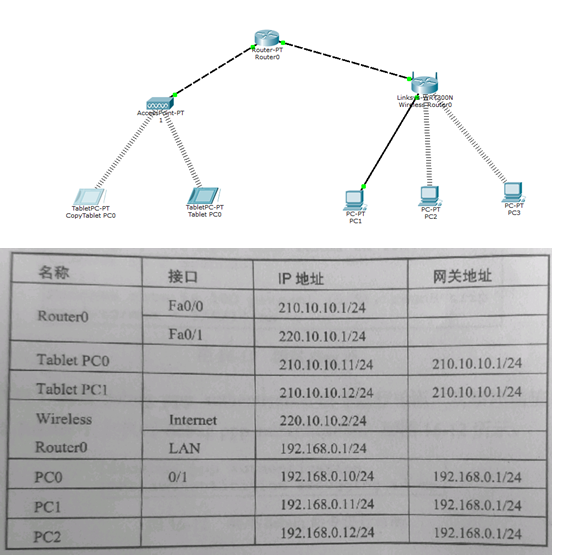 Router-PT
Router0
AccessPoint-PT
1
Wireless Router0
TabletPC-PT
CopyTablet PC0
TabletPC-PT
Tablet PC0
PC-PT
PC1
PC-PT
PC2
PC-PT
PC3
名称 接口 IP 地址 网关地址
Router0 Fa0/0 210.10.10.1/24
Fa0/1 220.10.10.1/24
Tablet PC0 210.10.10.11/24 210.10.10.1/24
Tablet PC1 210.10.10.12/24 210.10.10.1/24
Wireless Internet 220.10.10.2/24
Router0 LAN 192.168.0.1/24
PC0 0/1 192.168.0.10/24 192.168.0.1/24
PC1 192.168.0.11/24 192.168.0.1/24
PC2 192.168.0.12/24 192.168.0.1/24